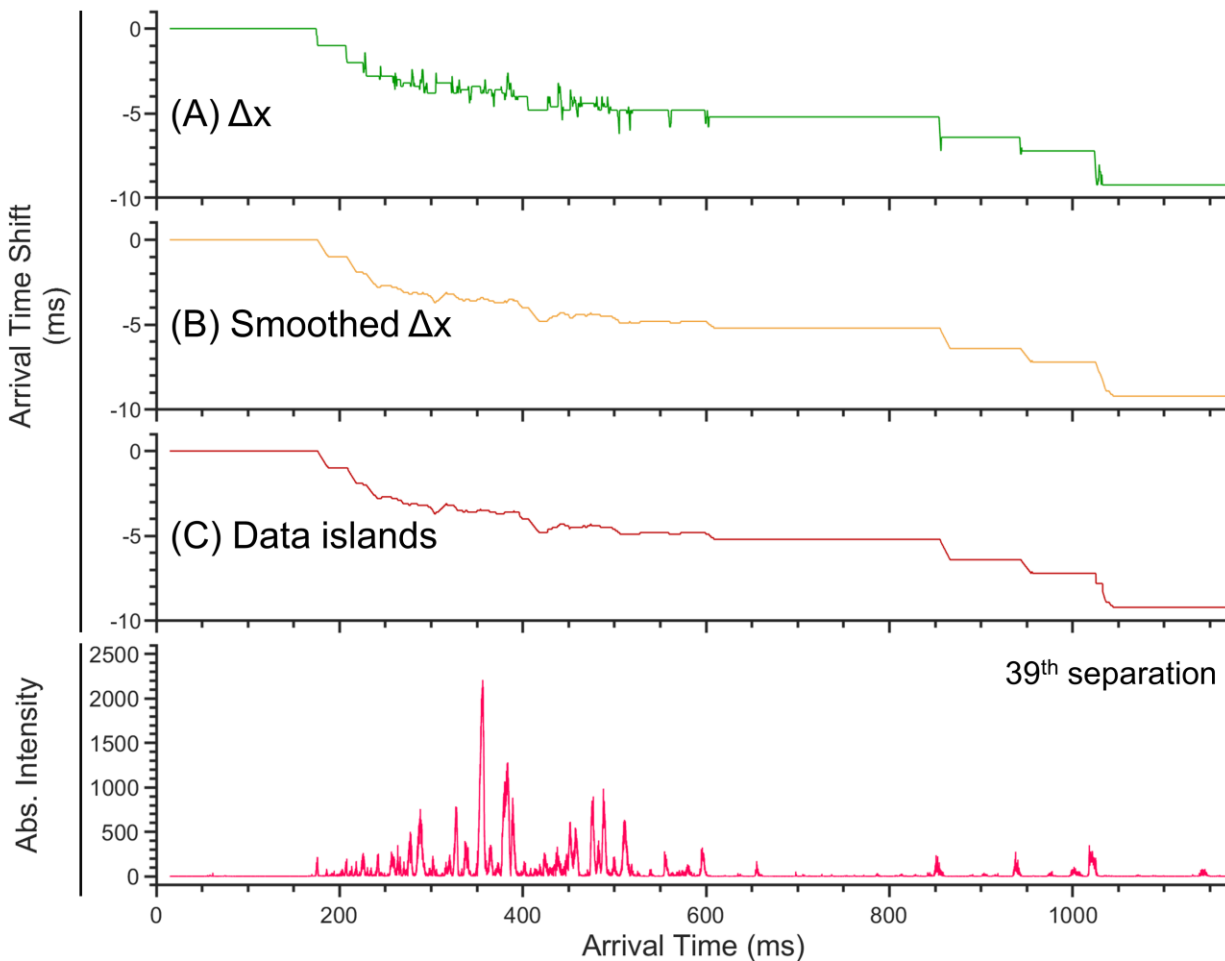 0
-5
-10
(A) Δx
0
-5
-10
(B) Smoothed Δx
0
-5
-10
(C) Data islands
Arrival Time Shift
(ms)
2500
2000
1500
1000
500
0
39th separation
Abs. Intensity
0 200 400 600 800 1000
Arrival Time (ms)